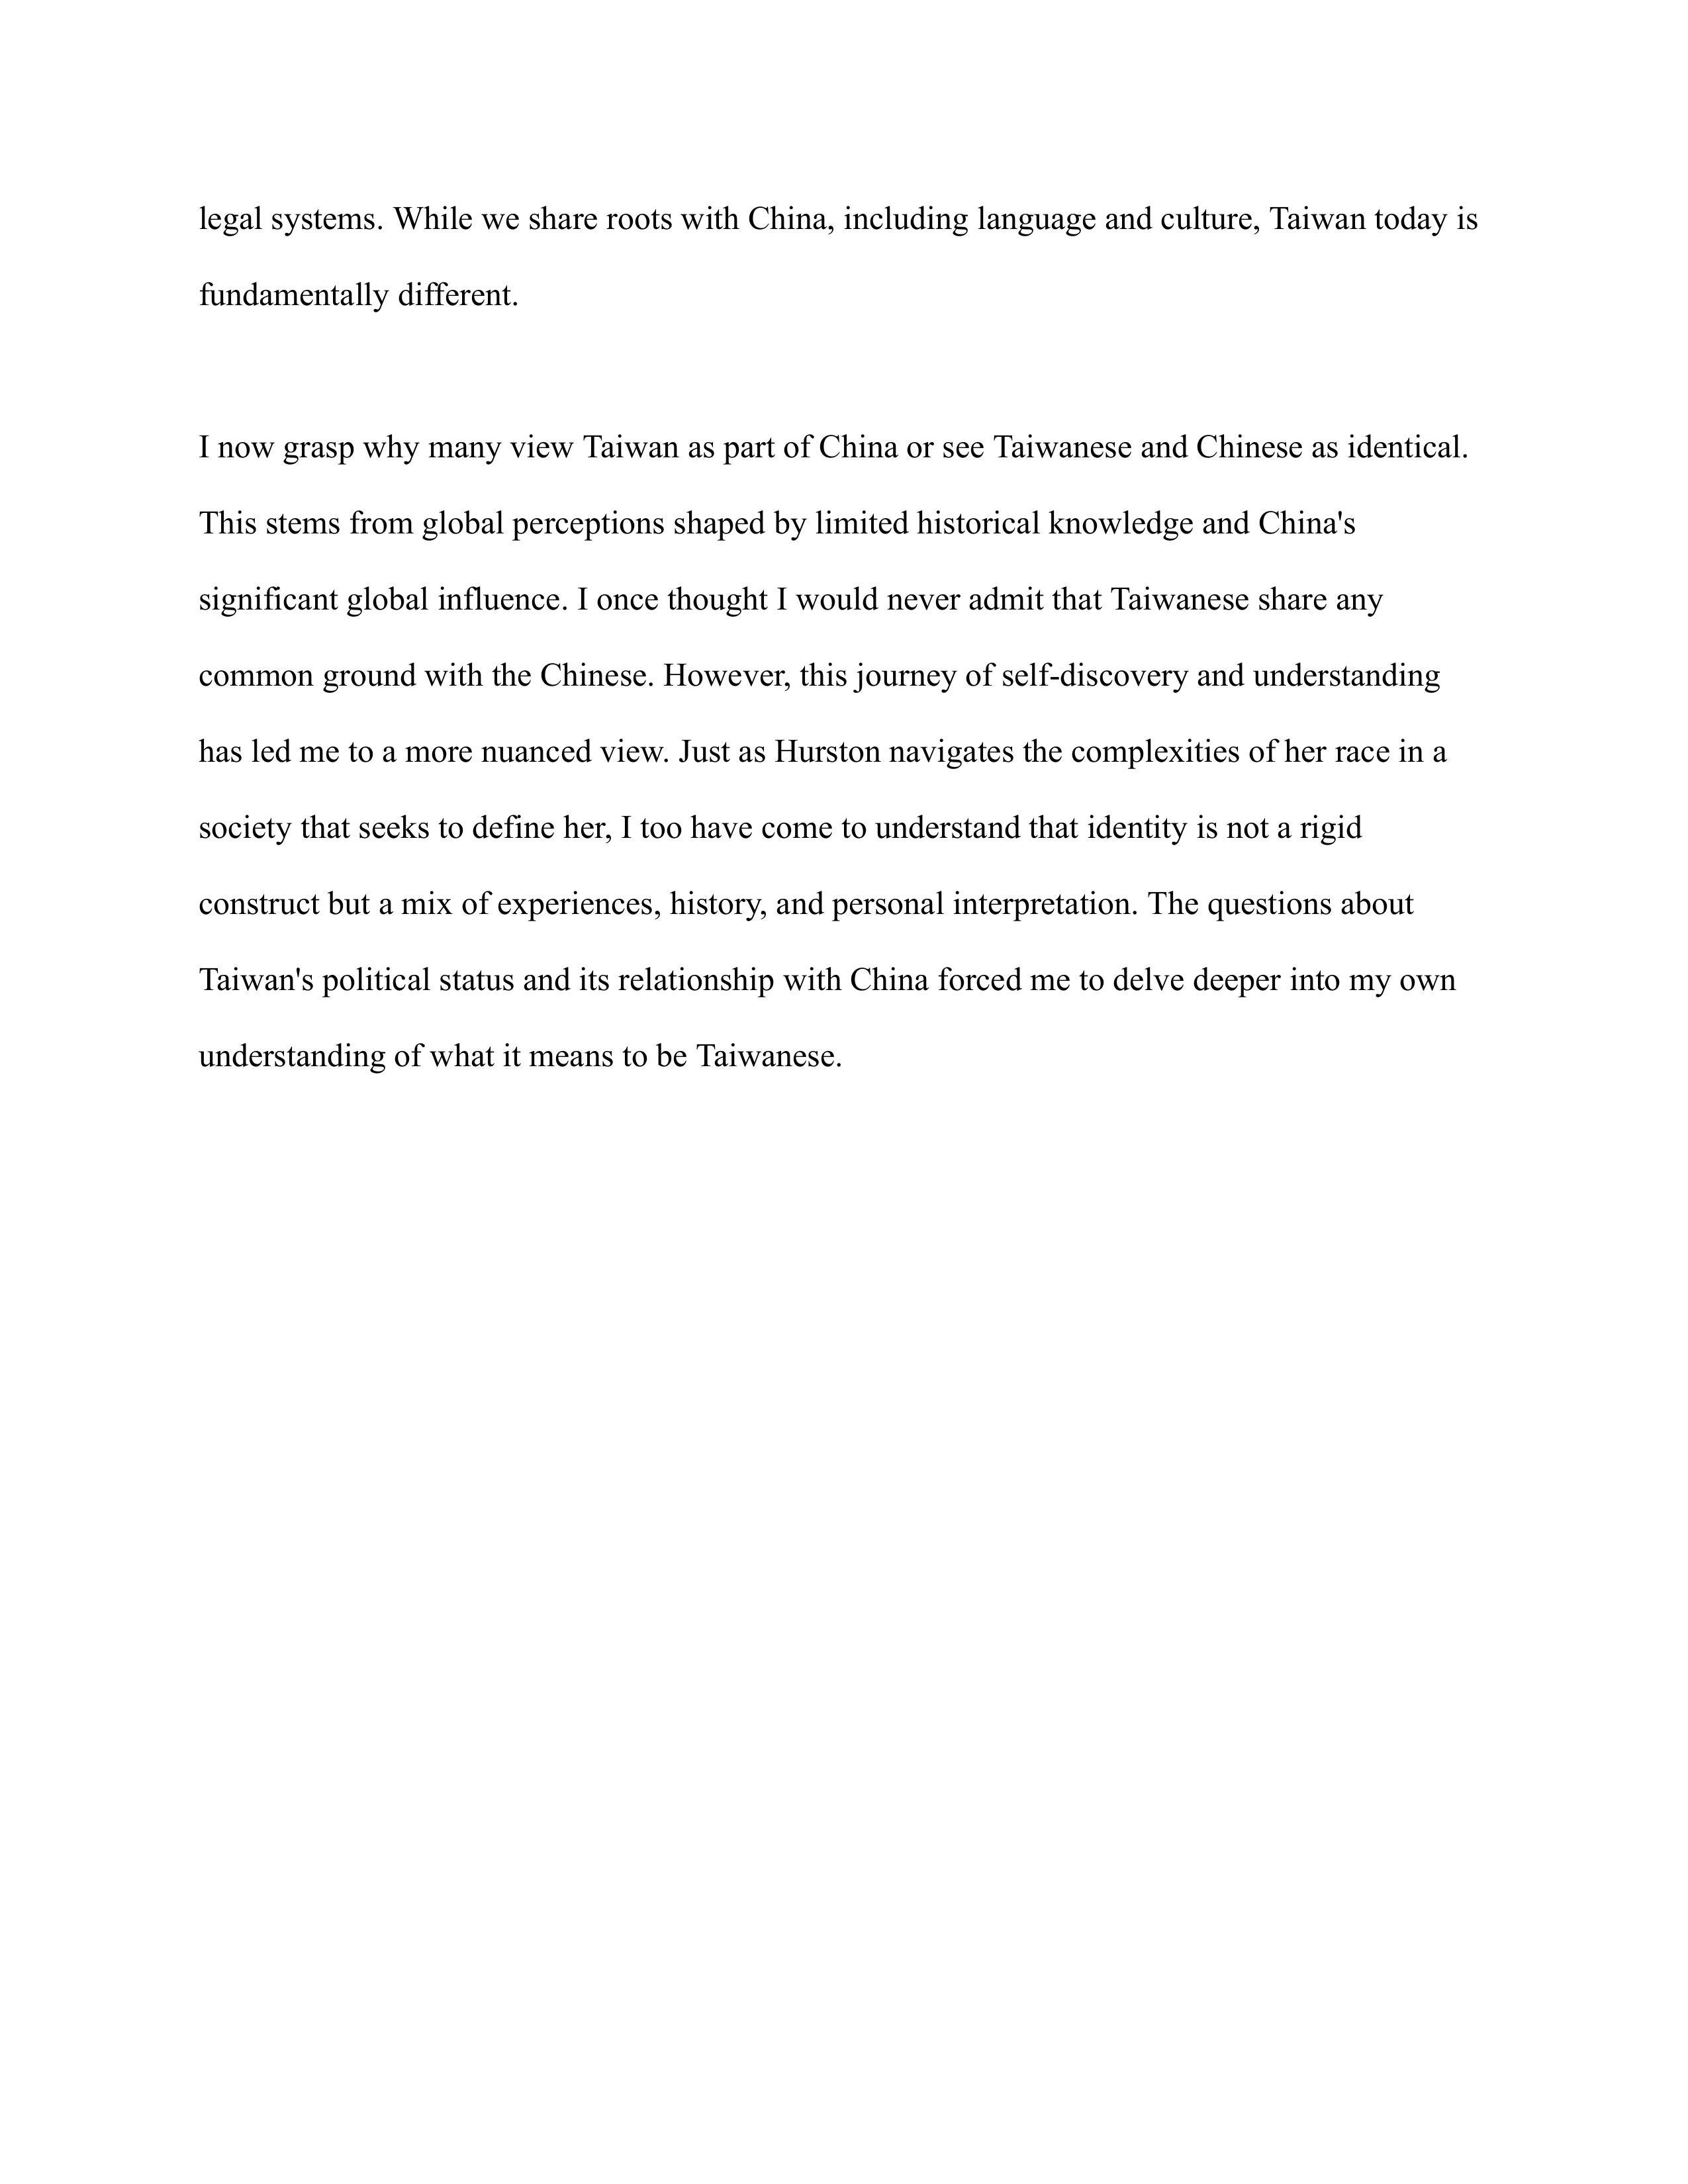 legal systems. While we share roots with China, including language and culture, Taiwan today is
fundamentally different.
I now grasp why many view Taiwan as part of China or see Taiwanese and Chinese as identical.
This stems from global perceptions shaped by limited historical knowledge and China's
significant global influence. I once thought I would never admit that Taiwanese share any
common ground with the Chinese. However, this journey of self-discovery and understanding
has led me to a more nuanced view. Just as Hurston navigates the complexities of her race in a
society that seeks to define her, I too have come to understand that identity is not a rigid
construct but a mix of experiences, history, and personal interpretation. The questions about
Taiwan's political status and its relationship with China forced me to delve deeper into my own
understanding of what it means to be Taiwanese.